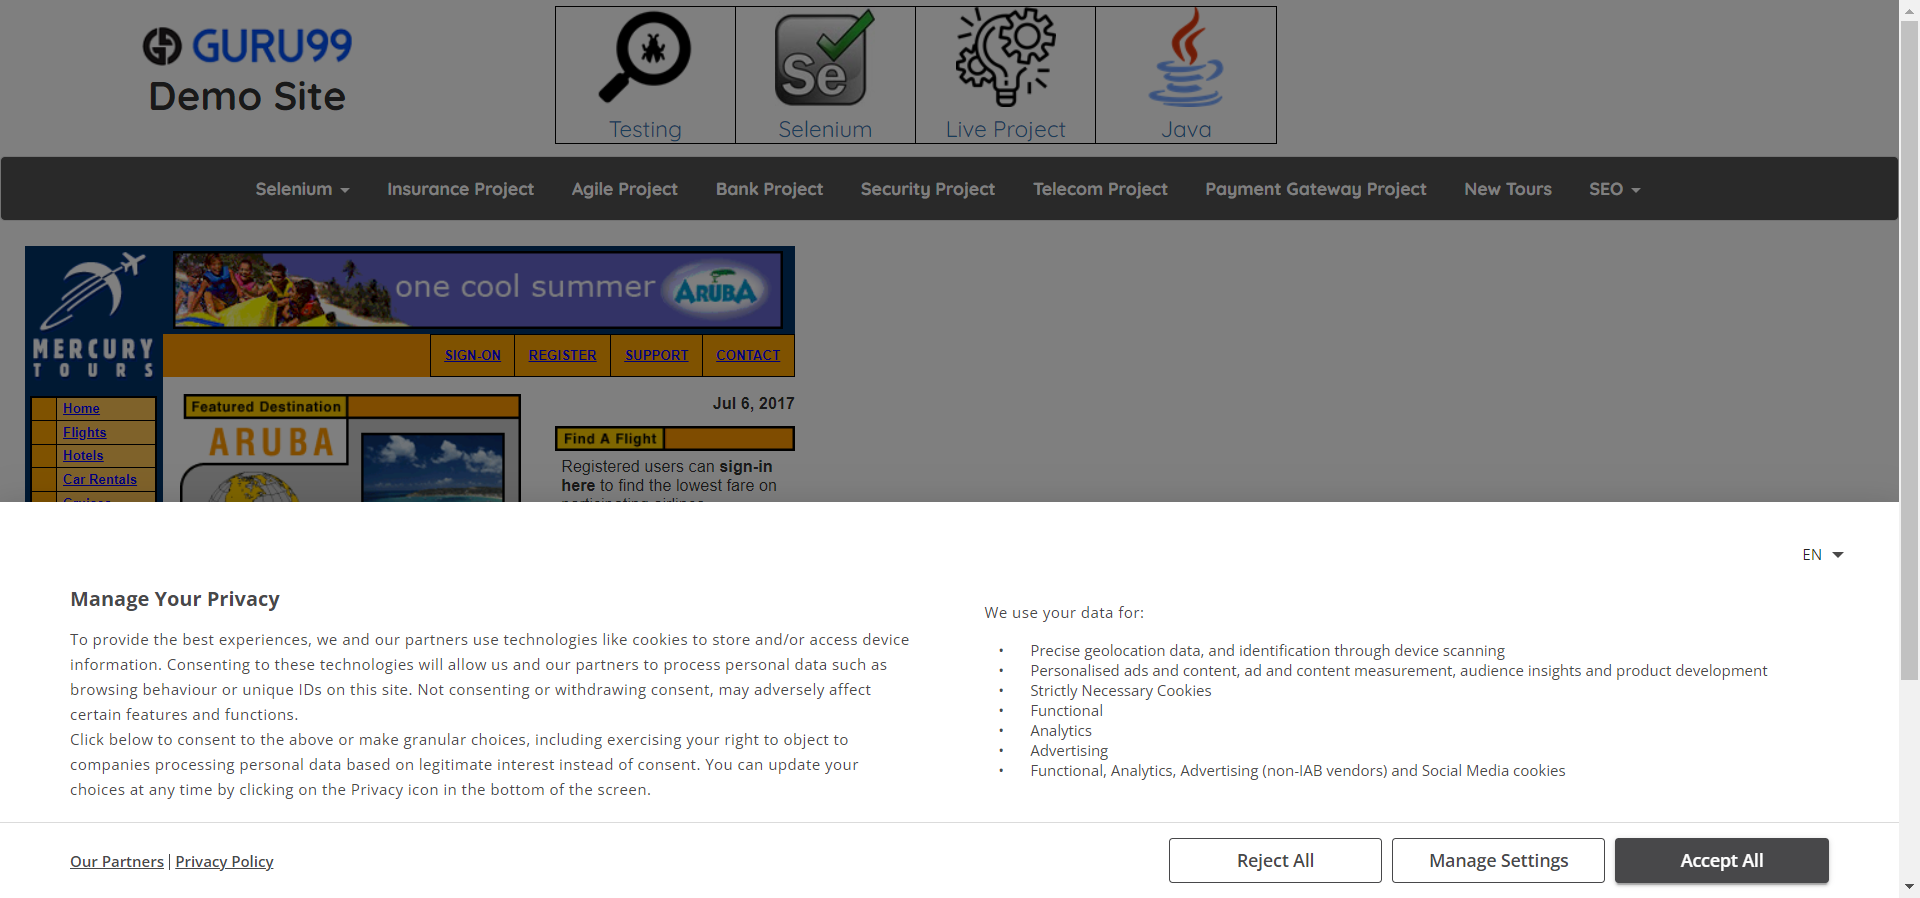 GURU99
Demo Site
Se
Testing
Selenium
Live Project
Java
Selenium
Insurance Project
Agile Project
Bank Project
Security Project
Telecom Project
Payment Gateway Project
New Tours
SEO
MERCURY
TOURS
one cool summer
ARUBA
SIGN-ON
REGISTER
SUPPORT
CONTACT
Home
Flights
Hotels
Car Rentals
Featured Destination
ARUBA
Jul 6, 2017
Find A Flight
Registered users can sign-in
here to find the lowest fare on
EN
Manage Your Privacy
To provide the best experiences, we and our partners use technologies like cookies to store and/or access device
information. Consenting to these technologies will allow us and our partners to process personal data such as
browsing behaviour or unique IDs on this site. Not consenting or withdrawing consent, may adversely affect
certain features and functions.
Click below to consent to the above or make granular choices, including exercising your right to object to
companies processing personal data based on legitimate interest instead of consent. You can update your
choices at any time by clicking on the Privacy icon in the bottom of the screen.
We use your data for:
• Precise geolocation data, and identification through device scanning
• Personalised ads and content, ad and content measurement, audience insights and product development
• Strictly Necessary Cookies
• Functional
• Analytics
• Advertising
• Functional, Analytics, Advertising (non-IAB vendors) and Social Media cookies
Our Partners | Privacy Policy
Reject All
Manage Settings
Accept All